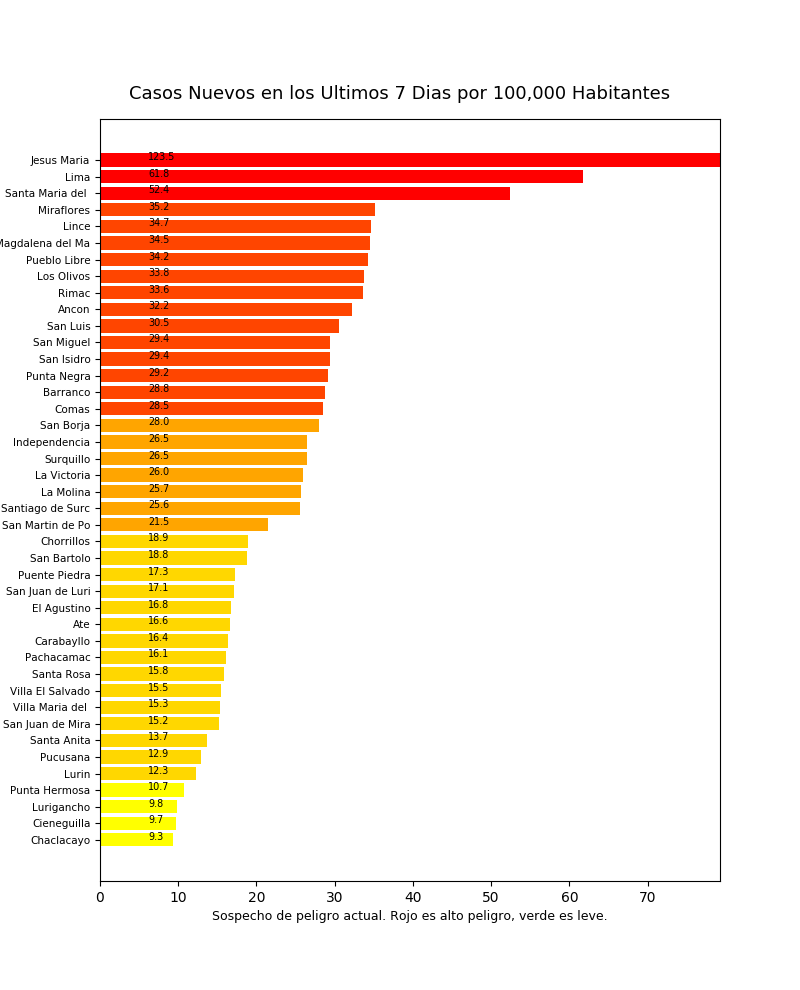 Casos Nuevos en los Ultimos 7 Dias por 100,000 Habitantes
Jesus Maria 123.5
Lima 61.8
Santa Maria del 52.4
Miraflores 35.2
Lince 34.7
Magdalena del Ma 34.5
Pueblo Libre 34.2
Los Olivos 33.8
Rimac 33.6
Ancon 32.2
San Luis 30.5
San Miguel 29.4
San Isidro 29.4
Punta Negra 29.2
Barranco 28.8
Comas 28.5
San Borja 28.0
Independencia 26.5
Surquillo 26.5
La Victoria 26.0
La Molina 25.7
Santiago de Surc 25.6
San Martin de Po 21.5
Chorrillos 18.9
San Bartolo 18.8
Puente Piedra 17.3
San Juan de Luri 17.1
El Agustino 16.8
Ate 16.6
Carabayllo 16.4
Pachacamac 16.1
Santa Rosa 15.8
Villa El Salvado 15.5
Villa Maria del 15.3
San Juan de Mira 15.2
Santa Anita 13.7
Pucusana 12.9
Lurin 12.3
Punta Hermosa 10.7
Lurigancho 9.8
Cieneguilla 9.7
Chaclacayo 9.3
0 10 20 30 40 50 60 70
Sospecho de peligro actual. Rojo es alto peligro, verde es leve.